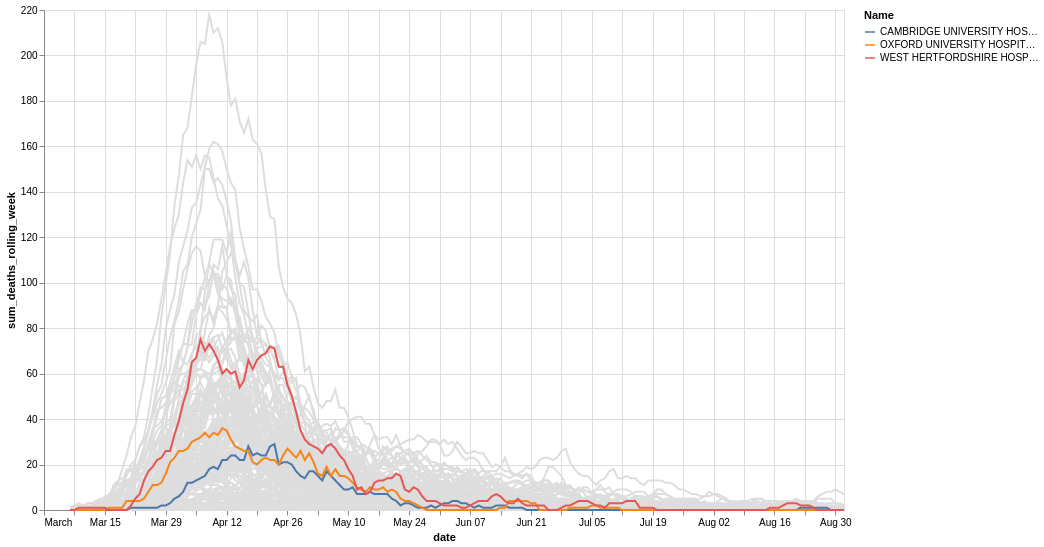 220
200
180
160
140
120
100
80
60
40
20
0
sum_deaths_rolling_week
March
Mar 15
Mar 29
Apr 12
Apr 26
May 10
May 24
Jun 07
Jun 21
Jul 05
Jul 19
Aug 02
Aug 16
Aug 30
date
Name
CAMBRIDGE UNIVERSITY HOS…
OXFORD UNIVERSITY HOSPIT…
WEST HERTFORDSHIRE HOSP…